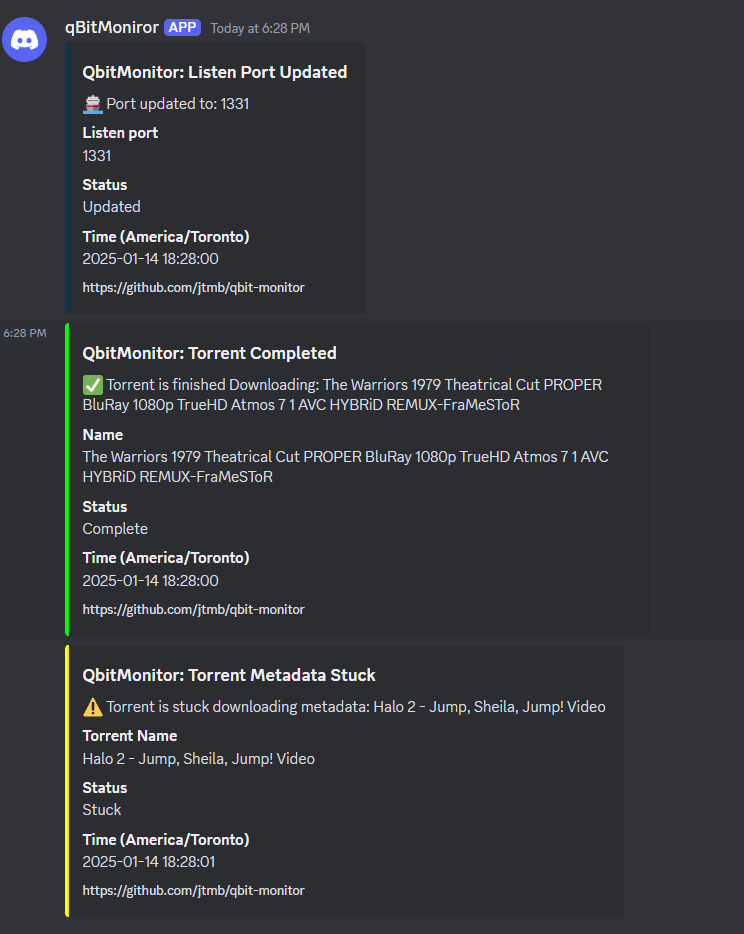 qBitMoniror APP Today at 6:28 PM
QbitMonitor: Listen Port Updated
🚢 Port updated to: 1331
Listen port
1331
Status
Updated
Time (America/Toronto)
2025-01-14 18:28:00
https://github.com/jtmb/qbit-monitor
6:28 PM
QbitMonitor: Torrent Completed
✅ Torrent is finished Downloading: The Warriors 1979 Theatrical Cut PROPER
BluRay 1080p TrueHD Atmos 7 1 AVC HYBRiD REMUX-FraMeSToR
Name
The Warriors 1979 Theatrical Cut PROPER BluRay 1080p TrueHD Atmos 7 1 AVC
HYBRiD REMUX-FraMeSToR
Status
Complete
Time (America/Toronto)
2025-01-14 18:28:00
https://github.com/jtmb/qbit-monitor
QbitMonitor: Torrent Metadata Stuck
⚠️ Torrent is stuck downloading metadata: Halo 2 - Jump, Sheila, Jump! Video
Torrent Name
Halo 2 - Jump, Sheila, Jump! Video
Status
Stuck
Time (America/Toronto)
2025-01-14 18:28:01
https://github.com/jtmb/qbit-monitor